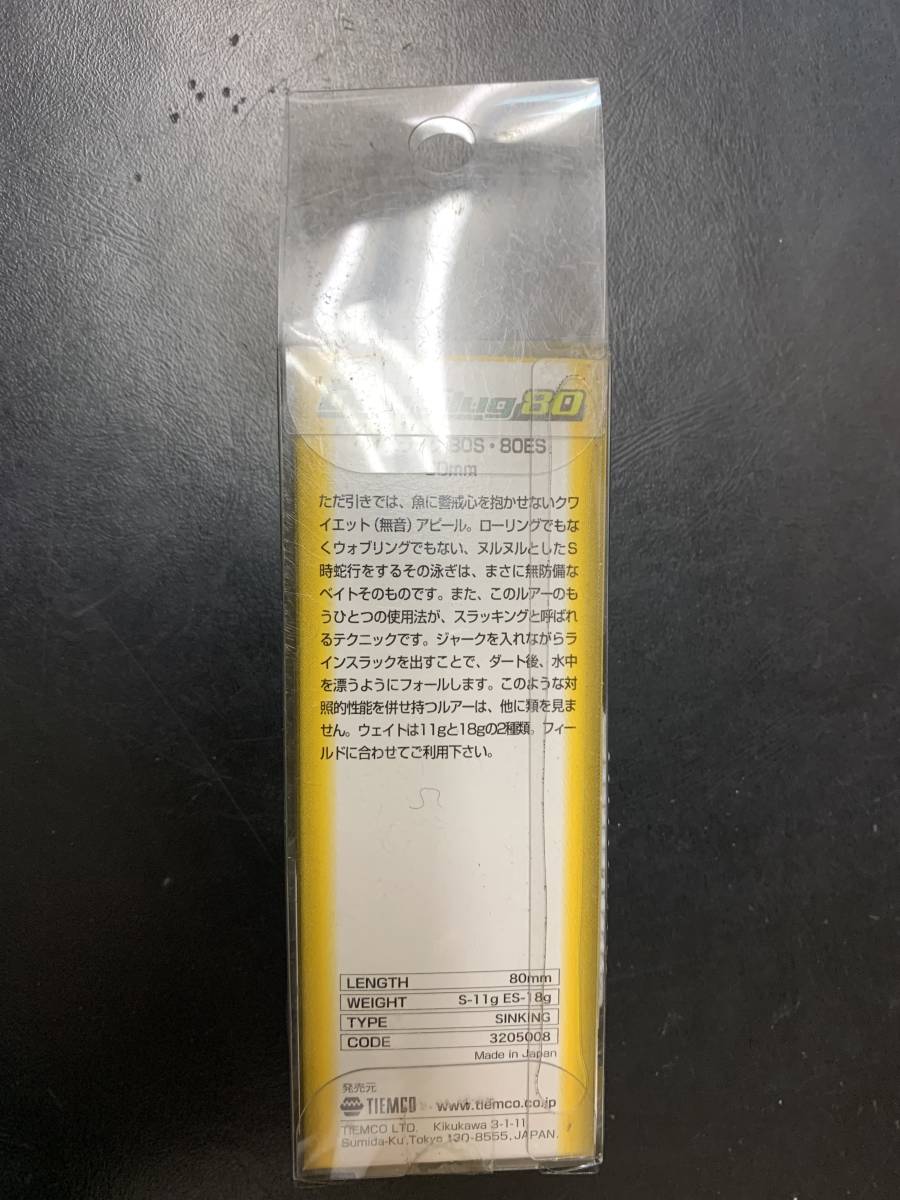 lug 80
80S・80ES
0mm
ただ引きでは、魚に警戒心を抱かせないクワ
イエット（無音）アピール。ローリングでもな
くウォブリングでもない、ヌルヌルとしたS
時蛇行をするその泳ぎは、まさに無防備な
ベイトそのものです。また、このルアーのも
うひとつの使用法が、スラッキングと呼ばれ
るテクニックです。ジャークを入れながらラ
インスラックを出すことで、ダート後、水中
を漂うようにフォールします。このような対
照的性能を併せ持つルアーは、他に類を見ま
せん。ウェイトは11gと18gの2種類。フィー
ルドに合わせてご利用下さい。
LENGTH 80mm
WEIGHT S-11g ES-18g
TYPE SINKING
CODE 3205008
Made in Japan
発売元
TIEMCO www.tiemco.co.jp
TIEMCO LTD. Kikukawa 3-1-11,
Sumida-Ku,Tokyo 130-8555,JAPAN.